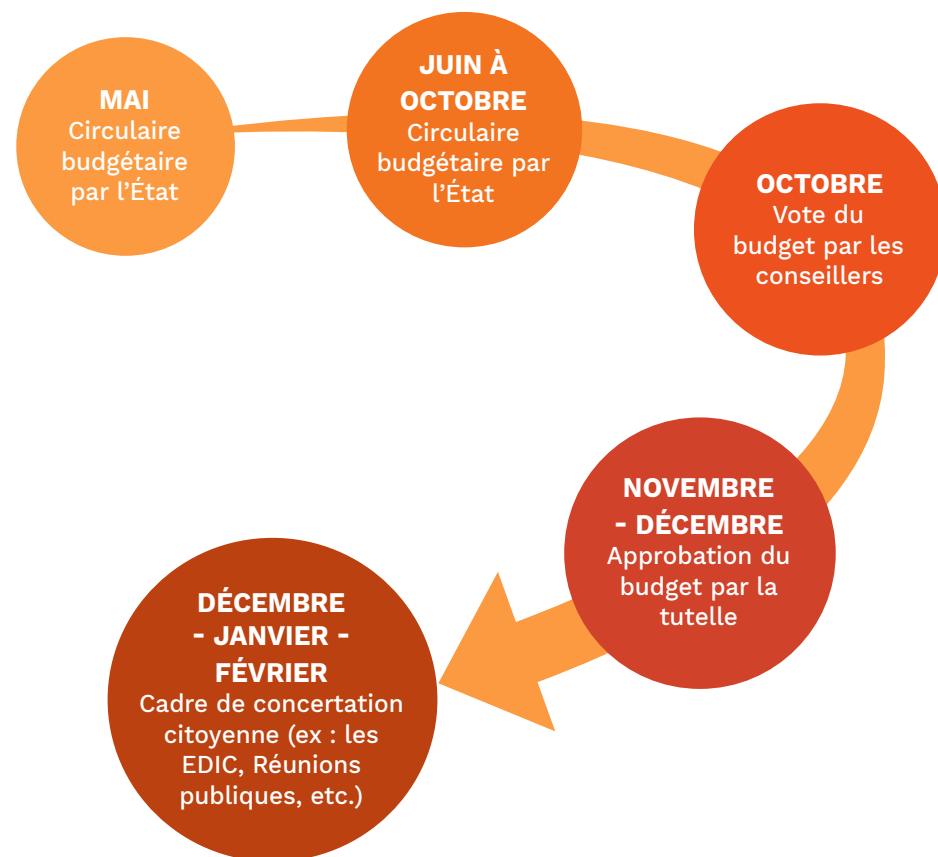 MAI
Circulaire
budgétaire
par l’État
JUIN À
OCTOBRE
Circulaire
budgétaire par
l’État
OCTOBRE
Vote du
budget par les
conseillers
NOVEMBRE
- DÉCEMBRE
Approbation du
budget par la
tutelle
DÉCEMBRE
- JANVIER -
FÉVRIER
Cadre de concertation
citoyenne (ex : les
EDIC, Réunions
publiques, etc.)